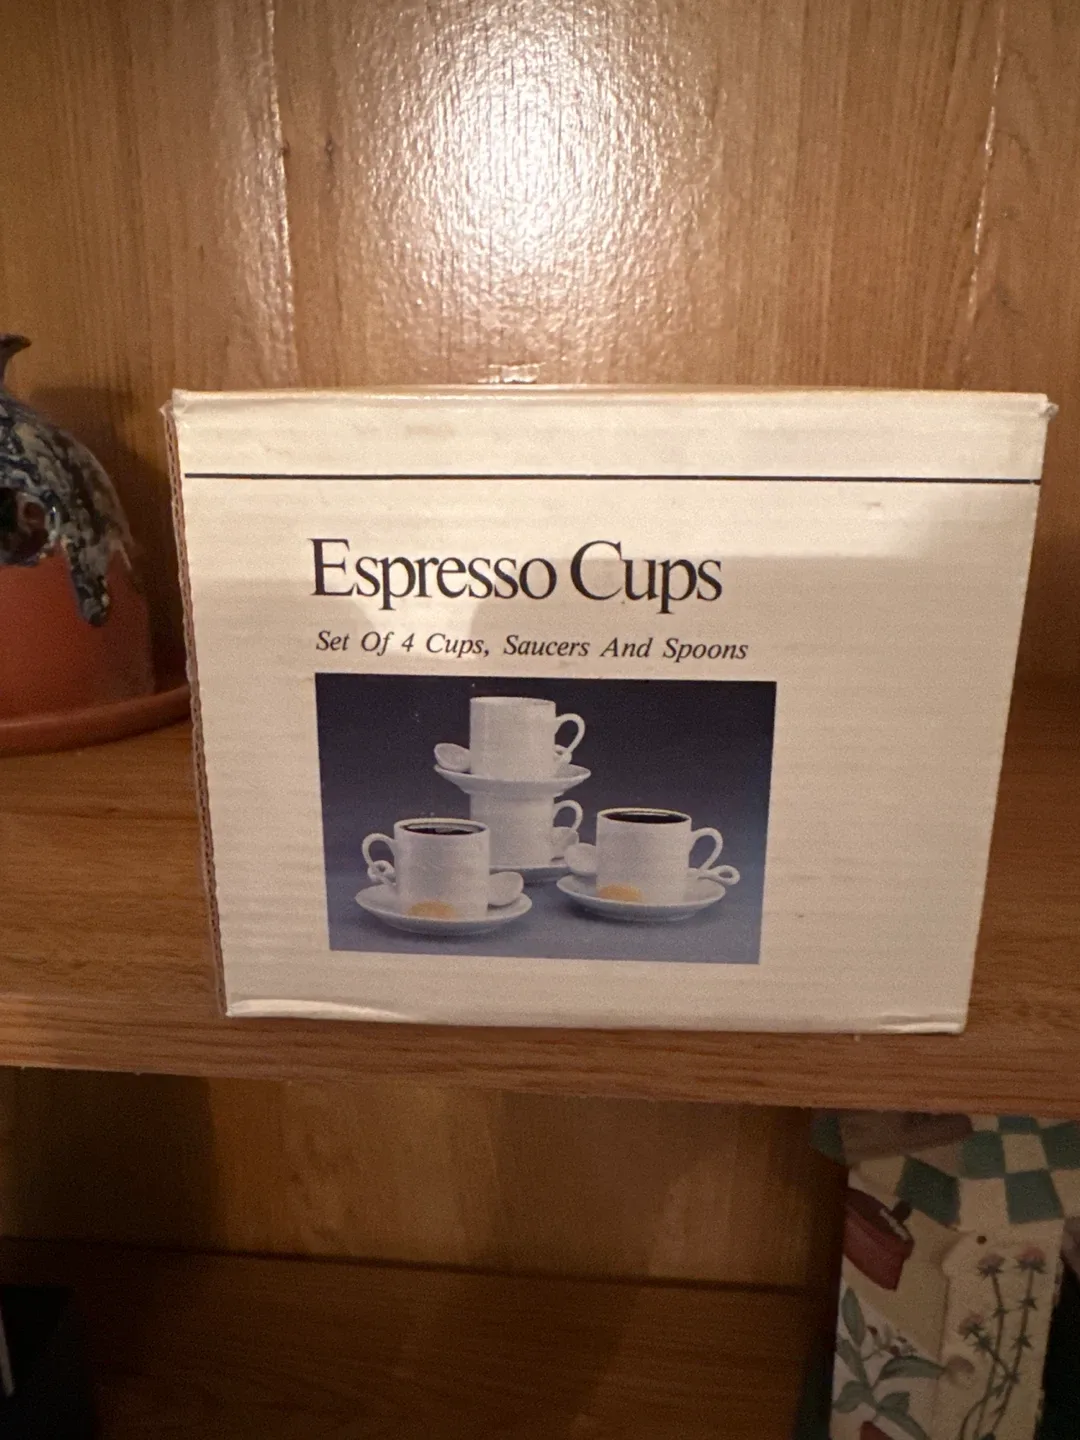 Espresso Cups
Set Of 4 Cups, Saucers And Spoons